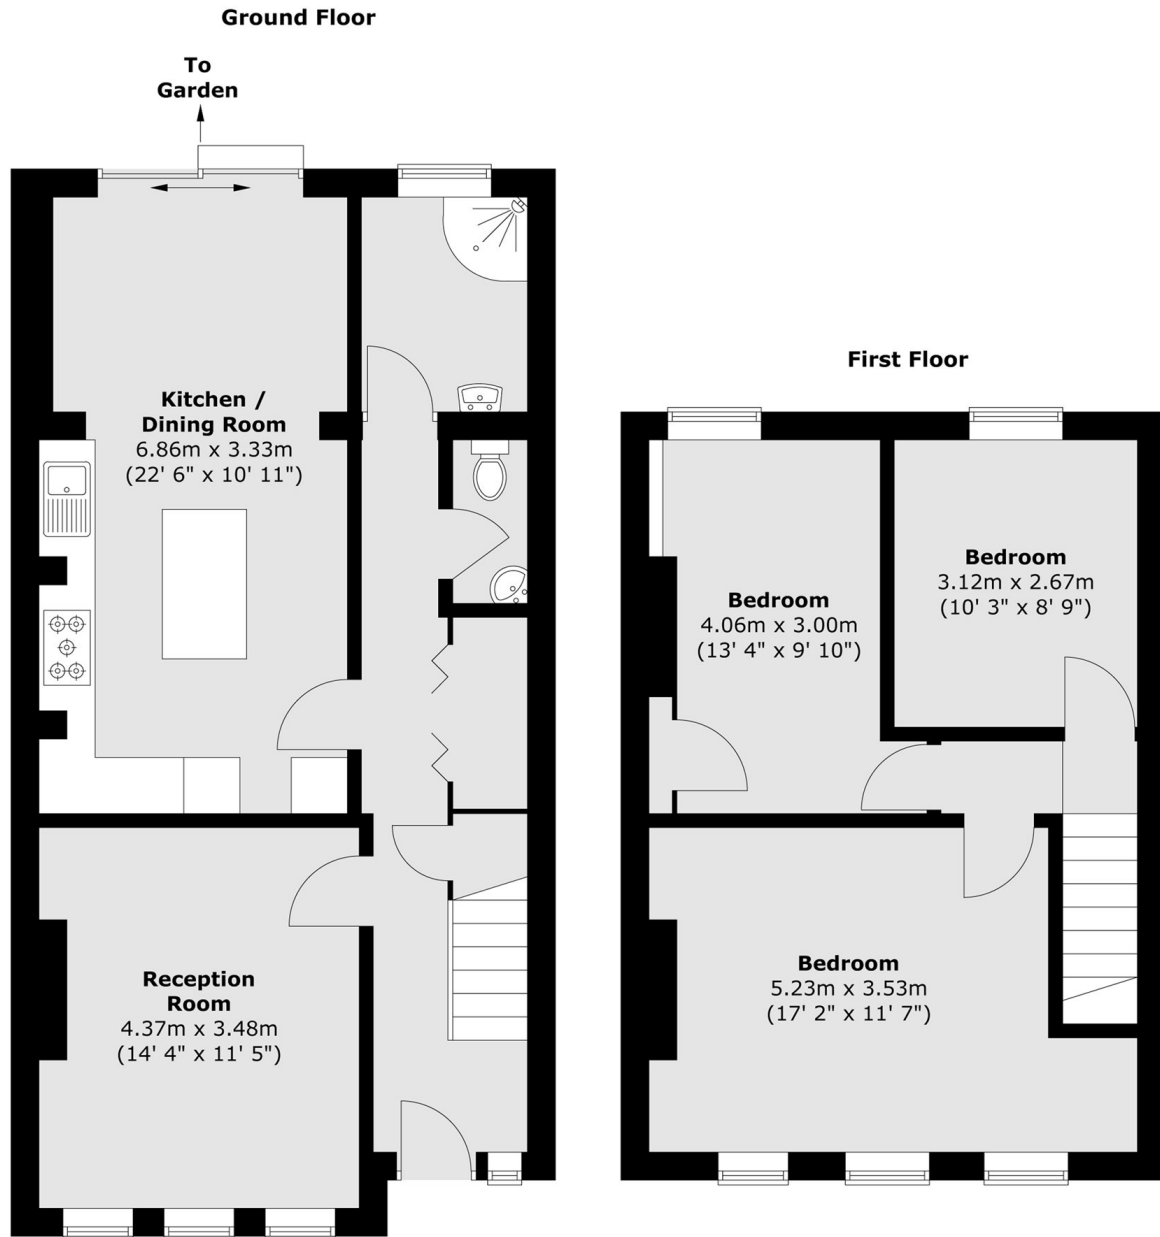 Ground Floor
To
Garden
Kitchen /
Dining Room
6.86m x 3.33m
(22' 6" x 10' 11")
Reception
Room
4.37m x 3.48m
(14' 4" x 11' 5")
First Floor
Bedroom
4.06m x 3.00m
(13' 4" x 9' 10")
Bedroom
3.12m x 2.67m
(10' 3" x 8' 9")
Bedroom
5.23m x 3.53m
(17' 2" x 11' 7")